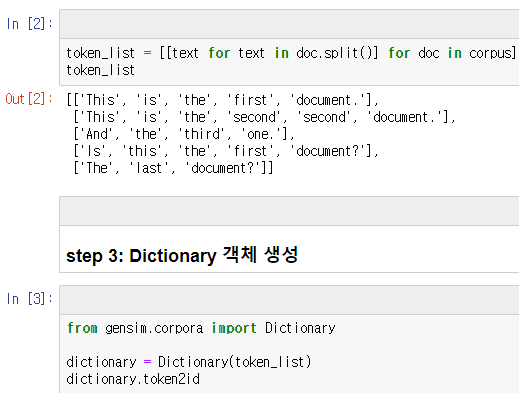 In [2]:
token_list = [[text for text in doc.split()] for doc in corpus]
token_list
Out[2]:
[['This', 'is', 'the', 'first', 'document.'],
['This', 'is', 'the', 'second', 'second', 'document.'],
['And', 'the', 'third', 'one.'],
['Is', 'this', 'the', 'first', 'document?'],
['The', 'last', 'document?']]
step 3: Dictionary 객체 생성
In [3]:
from gensim.corpora import Dictionary
dictionary = Dictionary(token_list)
dictionary.token2id